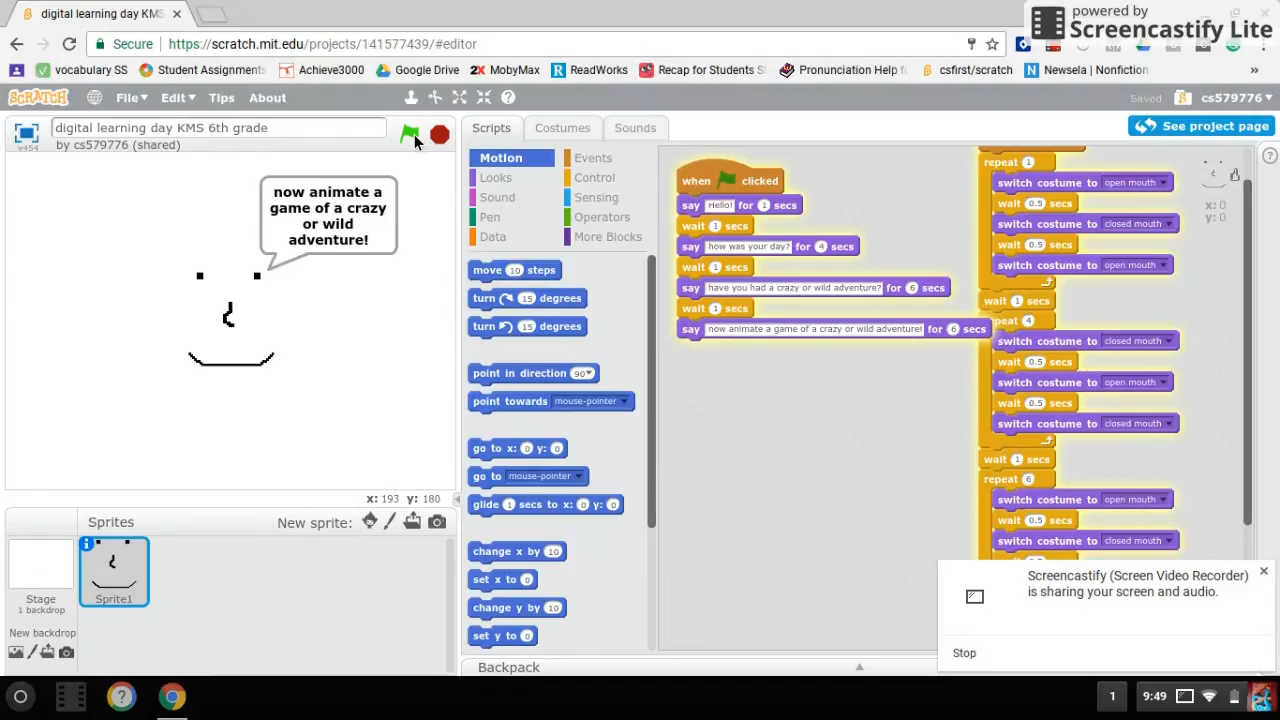 digital learning day KMS
powered by
Screencastify Lite
Secure https://scratch.mit.edu/projects/141577439/#editor
vocabulary SS Student Assignments Achieve3000 Google Drive 2X MobyMax ReadWorks Recap for Students Pronunciation Help csfirst/scratch Newsela | Nonfiction »
SCRATCH File Edit Tips About Saved cs579776
digital learning day KMS 6th grade
by cs579776 (shared)
v454
See project page
Scripts Costumes Sounds
now animate a
game of a crazy
or wild
adventure!
x: 193 y: 180
Motion Events
Looks Control
Sound Sensing
Pen Operators
Data More Blocks
move 10 steps
turn 15 degrees
turn 15 degrees
point in direction 90
point towards mouse-pointer
go to x: 0 y: 0
go to mouse-pointer
glide 1 secs to x: 0 y: 0
change x by 10
set x to 0
change y by 10
set y to 0
when clicked
say Hello! for 1 secs
wait 1 secs
say how was your day? for 4 secs
wait 1 secs
say have you had a crazy or wild adventure? for 6 secs
wait 1 secs
say now animate a game of a crazy or wild adventure! for 6 secs
repeat 1
switch costume to open mouth
wait 0.5 secs
switch costume to closed mouth
wait 0.5 secs
switch costume to open mouth
wait 1 secs
peat 4
switch costume to closed mouth
wait 0.5 secs
switch costume to open mouth
wait 0.5 secs
switch costume to closed mouth
wait 1 secs
repeat 6
switch costume to open mouth
wait 0.5 secs
switch costume to closed mouth
x: 0
y: 0
Sprites New sprite:
Stage
1 backdrop
New backdrop
Sprite1
Backpack
Screencastify (Screen Video Recorder)
is sharing your screen and audio.
Stop
1 9:49